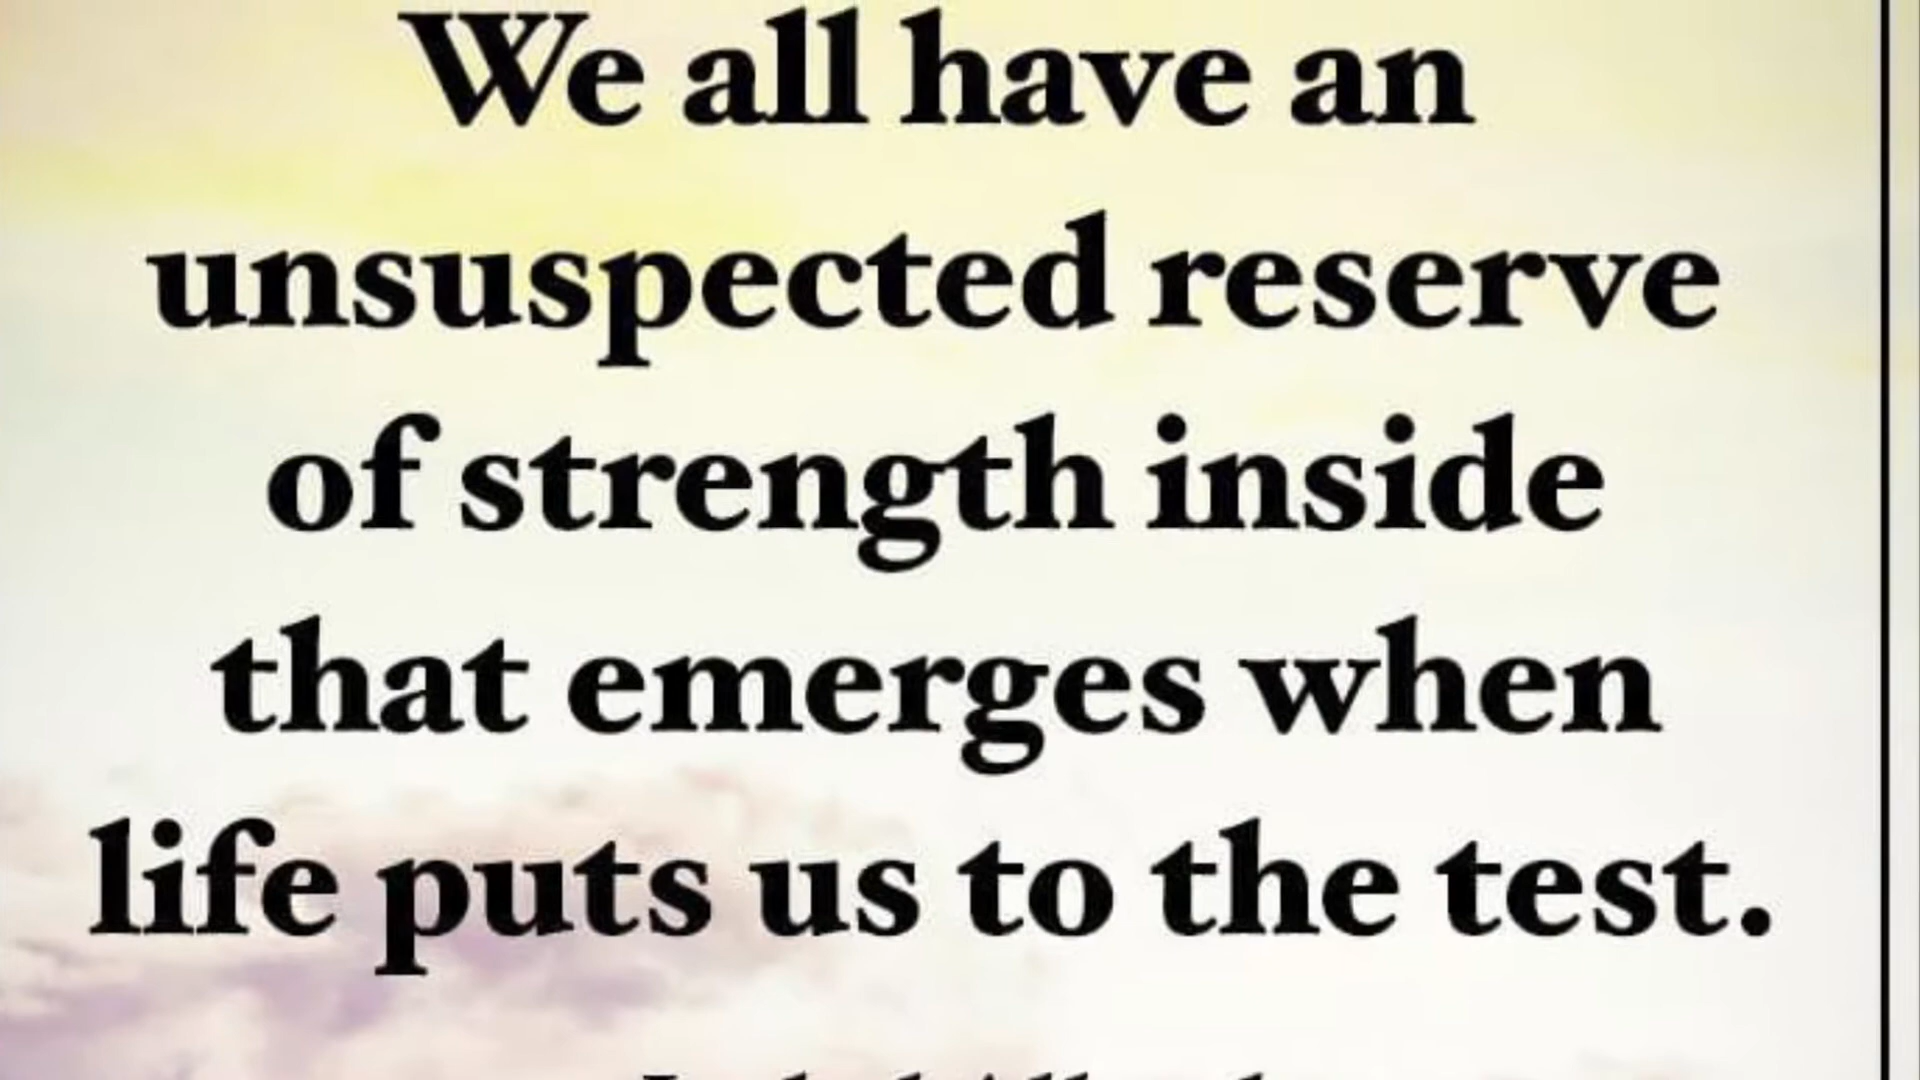 We all have an
unsuspected reserve
of strength inside
that emerges when
life puts us to the test.